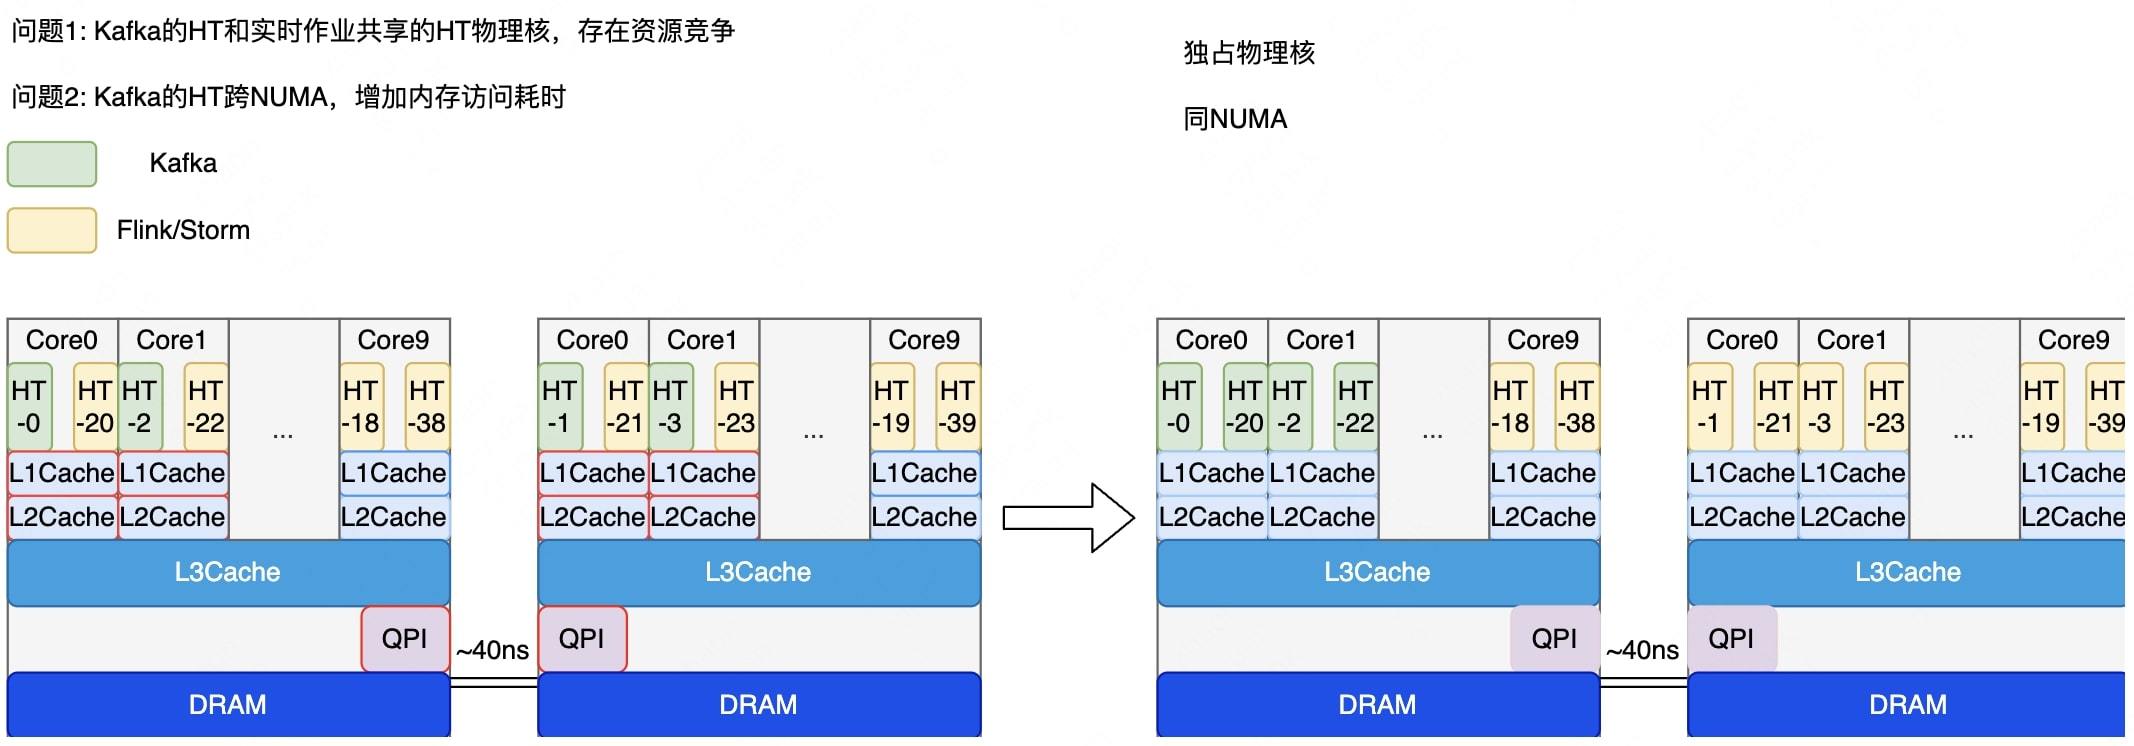 问题1: Kafka的HT和实时作业共享的HT物理核，存在资源竞争
独占物理核
问题2: Kafka的HT跨NUMA，增加内存访问耗时
同NUMA
Kafka
Flink/Storm
Core0 Core1 Core9 Core0 Core1 Core9 Core0 Core1 Core9 Core0 Core1 Core9
HT HT HT HT HT HT HT HT HT HT HT HT HT HT HT HT HT HT HT HT HT HT HT HT
-0 -20 -2 -22 ... -18 -38 -1 -21 -3 -23 ... -19 -39 -0 -20 -2 -22 ... -18 -38 -1 -21 -3 -23 ... -19 -39
L1Cache L1Cache L1Cache L1Cache L1Cache L1Cache L1Cache L1Cache L1Cache L1Cache L1Cache L1Cache
L2Cache L2Cache L2Cache L2Cache L2Cache L2Cache L2Cache L2Cache L2Cache L2Cache L2Cache L2Cache
L3Cache L3Cache L3Cache L3Cache
QPI ~40ns QPI QPI ~40ns QPI
DRAM DRAM DRAM DRAM